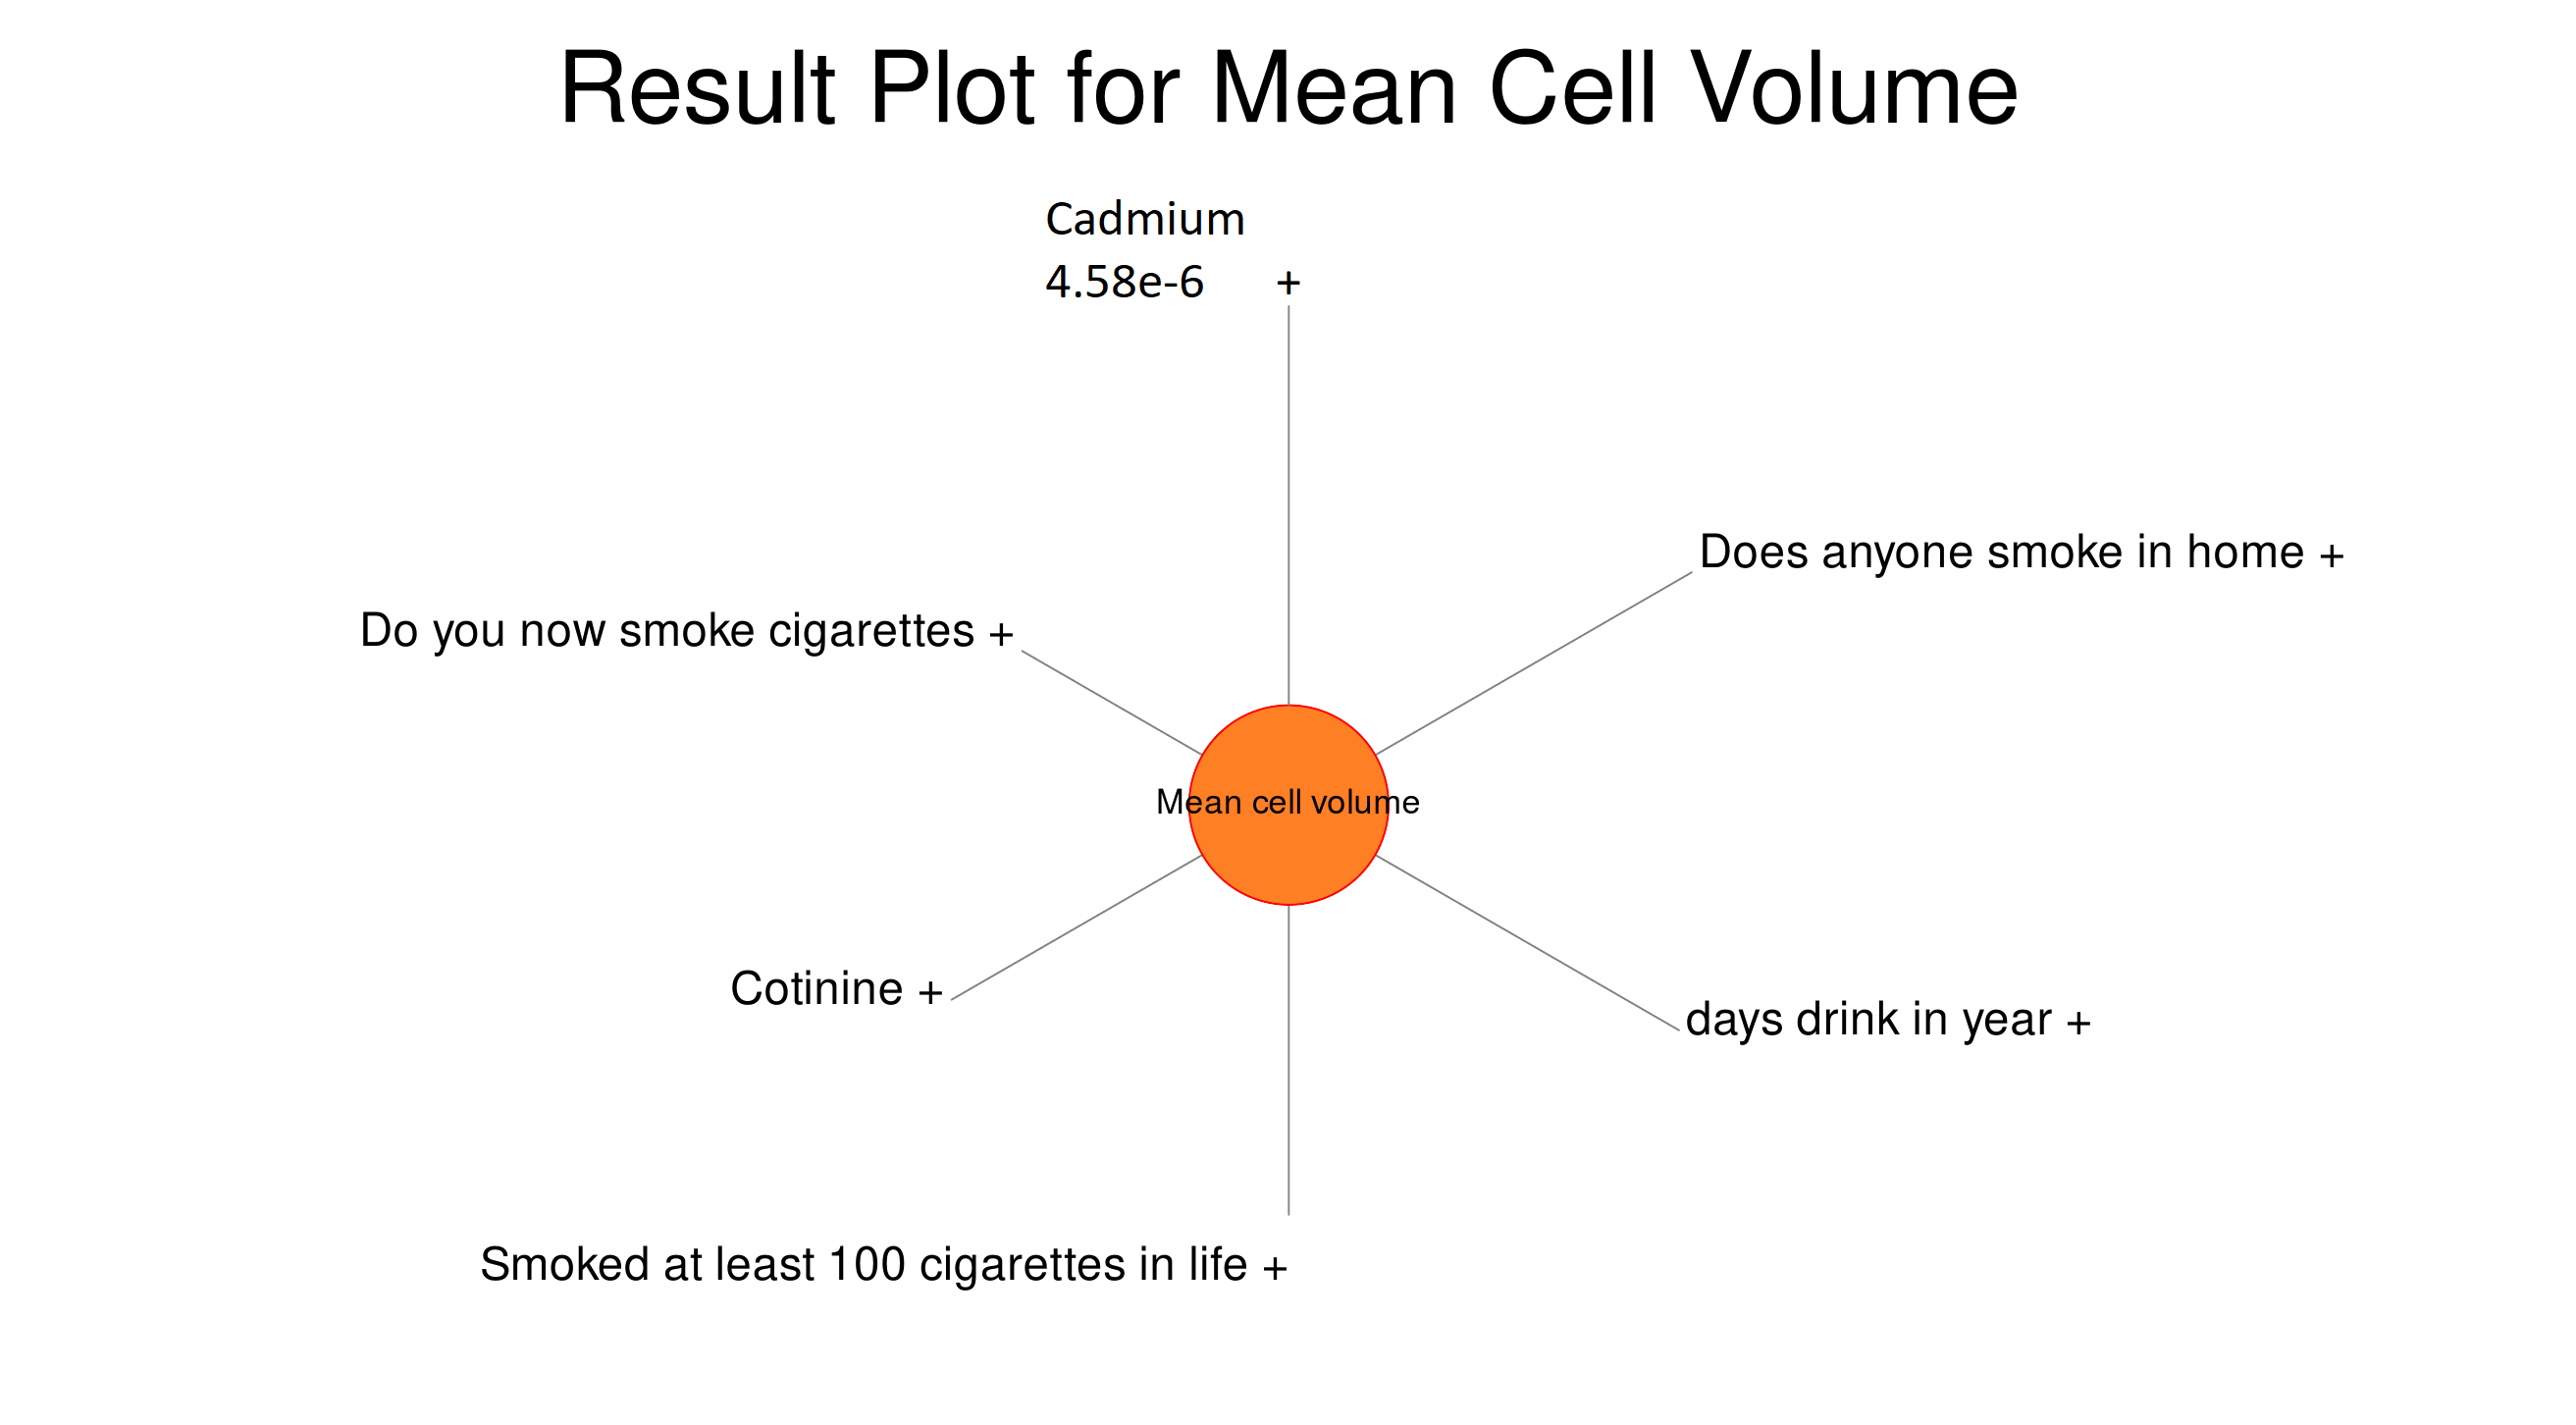 Result Plot for Mean Cell Volume
Cadmium
4.58e-6 +
Does anyone smoke in home +
Do you now smoke cigarettes +
Mean cell volume
Cotinine +
days drink in year +
Smoked at least 100 cigarettes in life +